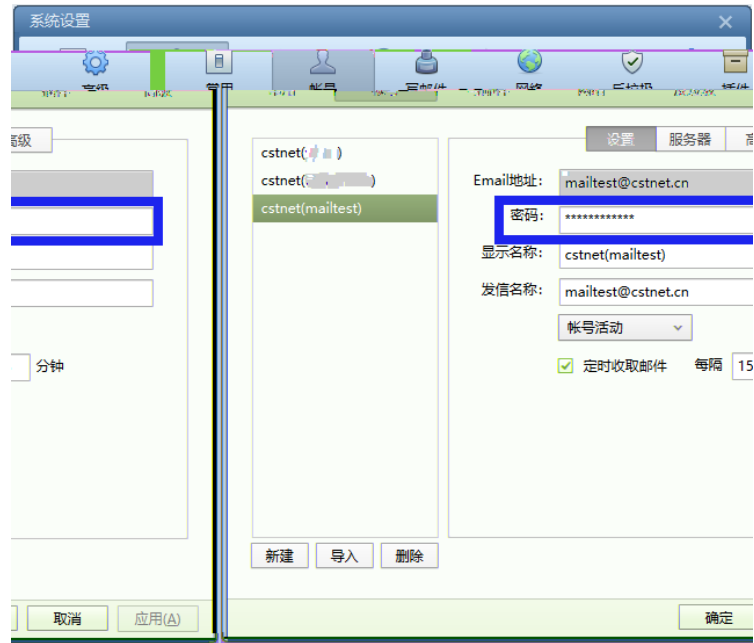 系统设置
高级
常用
帐号
写邮件
网络
反垃圾
插件
级
设置
服务器
高
cstnet(
cstnet(
cstnet(mailtest)
Email地址: mailtest@cstnet.cn
密码: ************
显示名称: cstnet(mailtest)
发信名称: mailtest@cstnet.cn
帐号活动
分钟
定时收取邮件 每隔 15
新建 导入 删除
取消 应用(A)
确定